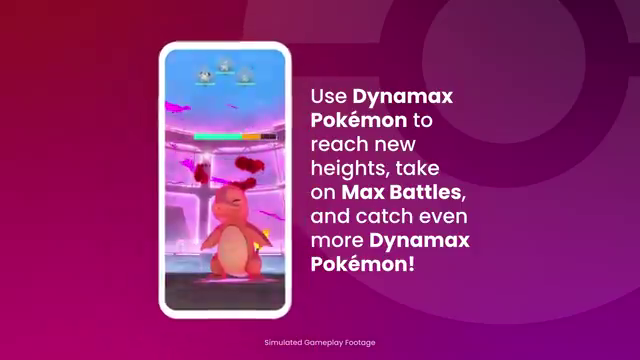 Use Dynamax
Pokémon to
reach new
heights, take
on Max Battles,
and catch even
more Dynamax
Pokémon!
Simulated Gameplay Footage